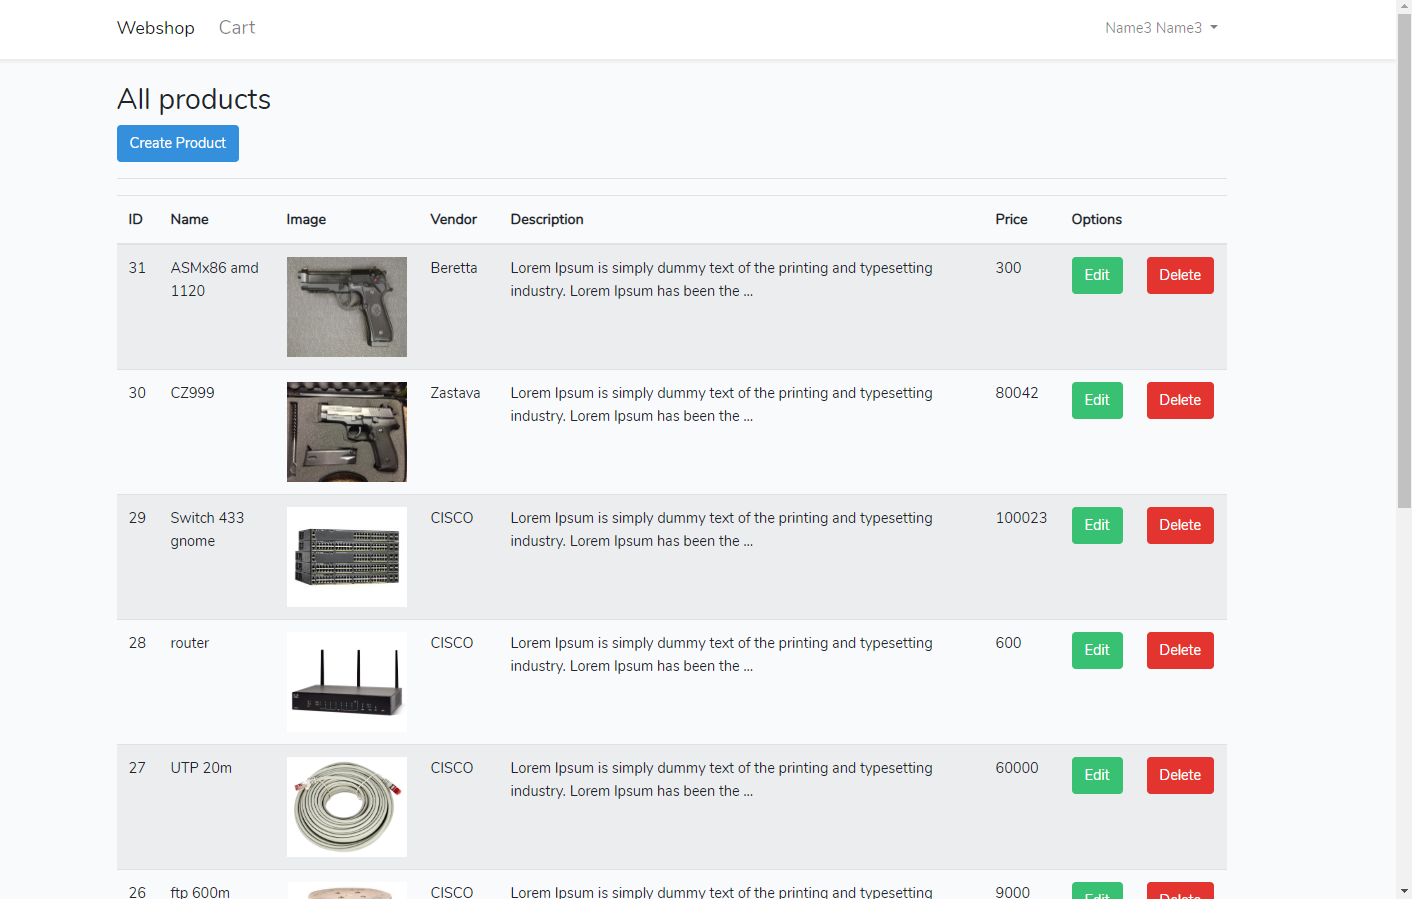 Webshop Cart Name3 Name3
All products
Create Product
ID Name Image Vendor Description Price Options
31 ASMx86 amd Beretta Lorem Ipsum is simply dummy text of the printing and typesetting 300 Edit Delete
1120 industry. Lorem Ipsum has been the ...
30 CZ999 Zastava Lorem Ipsum is simply dummy text of the printing and typesetting 80042 Edit Delete
industry. Lorem Ipsum has been the ...
29 Switch 433 CISCO Lorem Ipsum is simply dummy text of the printing and typesetting 100023 Edit Delete
gnome industry. Lorem Ipsum has been the ...
28 router CISCO Lorem Ipsum is simply dummy text of the printing and typesetting 600 Edit Delete
industry. Lorem Ipsum has been the ...
27 UTP 20m CISCO Lorem Ipsum is simply dummy text of the printing and typesetting 60000 Edit Delete
industry. Lorem Ipsum has been the ...
26 ftp 600m CISCO Lorem Ipsum is simply dummy text of the printing and typesetting 9000 Edit Delete